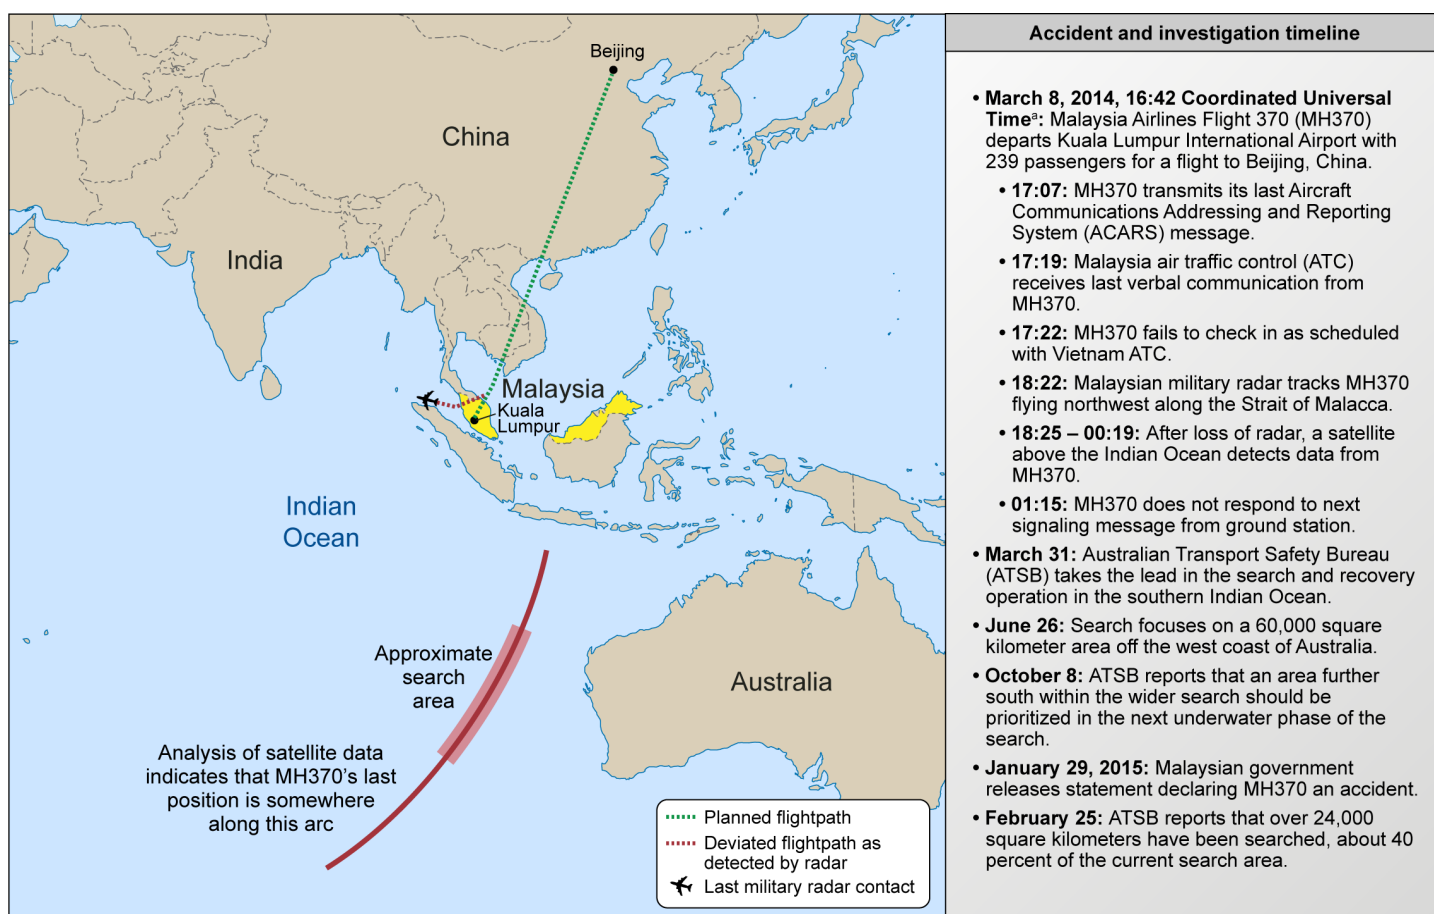 Beijing
China
India
Malaysia
Kuala
Lumpur
Indian
Ocean
Approximate
search
area
Australia
Analysis of satellite data
indicates that MH370’s last
position is somewhere
along this arc
Planned flightpath
Deviated flightpath as
detected by radar
Last military radar contact
Accident and investigation timeline
• March 8, 2014, 16:42 Coordinated Universal
Timeᵃ: Malaysia Airlines Flight 370 (MH370)
departs Kuala Lumpur International Airport with
239 passengers for a flight to Beijing, China.
• 17:07: MH370 transmits its last Aircraft
Communications Addressing and Reporting
System (ACARS) message.
• 17:19: Malaysia air traffic control (ATC)
receives last verbal communication from
MH370.
• 17:22: MH370 fails to check in as scheduled
with Vietnam ATC.
• 18:22: Malaysian military radar tracks MH370
flying northwest along the Strait of Malacca.
• 18:25 – 00:19: After loss of radar, a satellite
above the Indian Ocean detects data from
MH370.
• 01:15: MH370 does not respond to next
signaling message from ground station.
• March 31: Australian Transport Safety Bureau
(ATSB) takes the lead in the search and recovery
operation in the southern Indian Ocean.
• June 26: Search focuses on a 60,000 square
kilometer area off the west coast of Australia.
• October 8: ATSB reports that an area further
south within the wider search should be
prioritized in the next underwater phase of the
search.
• January 29, 2015: Malaysian government
releases statement declaring MH370 an accident.
• February 25: ATSB reports that over 24,000
square kilometers have been searched, about 40
percent of the current search area.